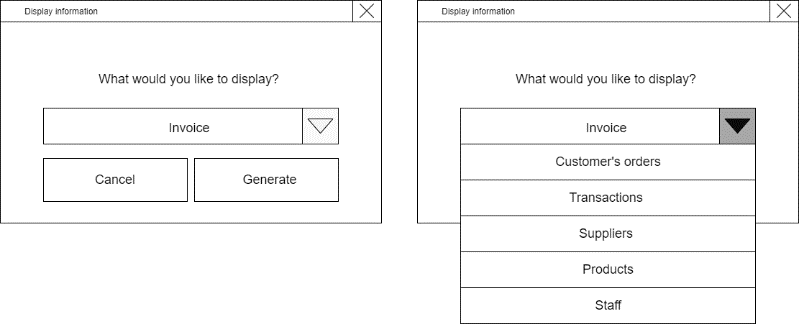 Display information
What would you like to display?
Invoice
Cancel
Generate
Display information
What would you like to display?
Invoice
Customer's orders
Transactions
Suppliers
Products
Staff